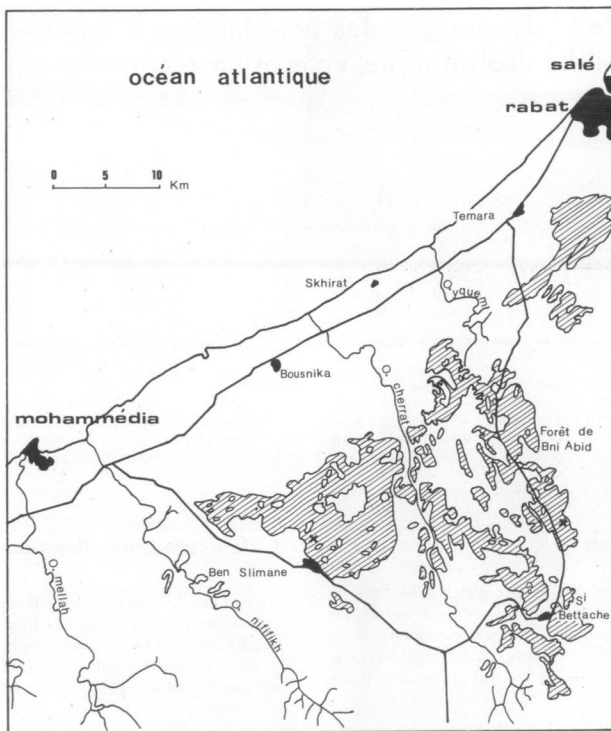 océan atlantique
salé
rabat
0 5 10
Km
Temara
Skhirat
O. yquem
Bousnika
O. cherrat
mohammédia
Forêt de
Bni Abid
O. mellah
Ben Slimane
O. nififikh
Si
Bettache